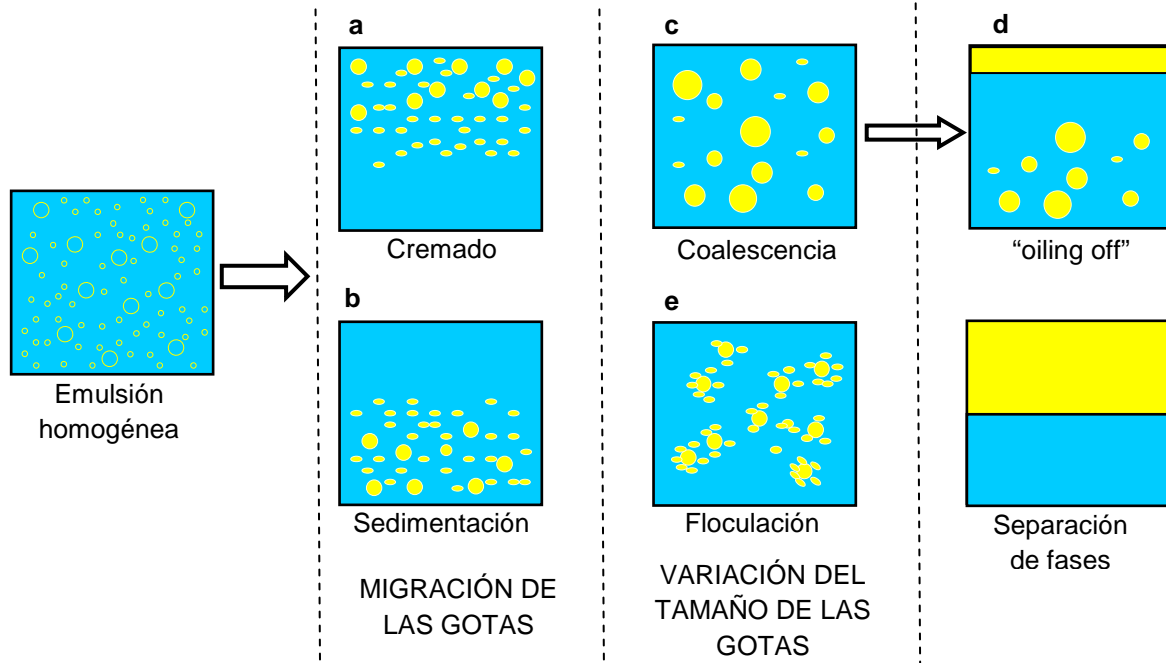 a
Cremado
b
Sedimentación
MIGRACIÓN DE
LAS GOTAS
Emulsión
homogénea
c
Coalescencia
e
Floculación
VARIACIÓN DEL
TAMAÑO DE LAS
GOTAS
d
“oiling off”
Separación
de fases